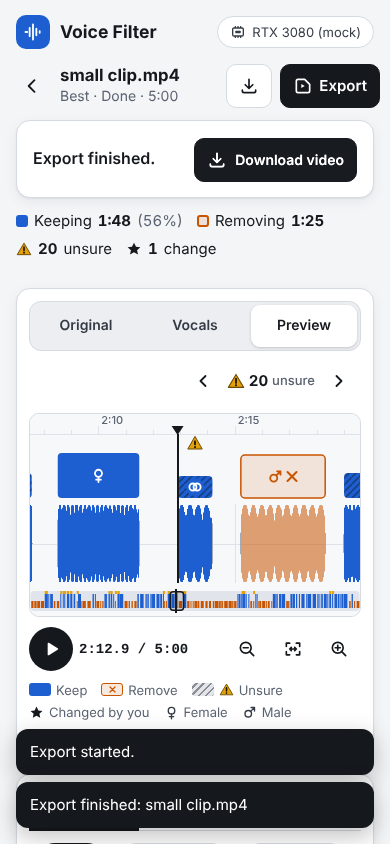 Voice Filter
RTX 3080 (mock)
small clip.mp4
Best · Done · 5:00
Export
Export finished.
Download video
Keeping 1:48 (56%) Removing 1:25
20 unsure 1 change
Original Vocals Preview
20 unsure
2:10 2:15
2:12.9 / 5:00
Keep Remove Unsure
Changed by you Female Male
Export started.
Export finished: small clip.mp4